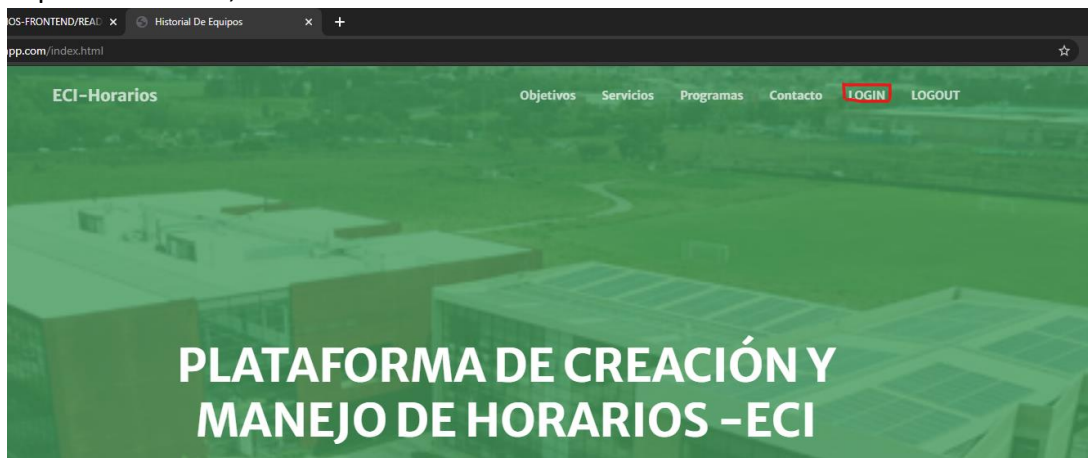 OS-FRONTEND/READ
Historial De Equipos
pp.com/index.html
ECI-Horarios
Objetivos Servicios Programas Contacto LOGIN LOGOUT
PLATAFORMA DE CREACIÓN Y
MANEJO DE HORARIOS -ECI